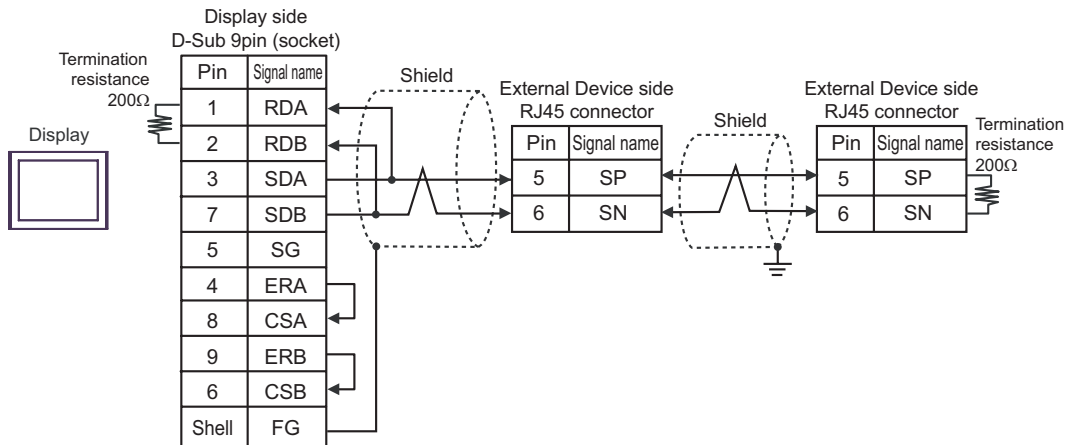 Display side
D-Sub 9pin (socket)
Termination
resistance
200Ω
Display
Pin Signal name
1 RDA
2 RDB
3 SDA
7 SDB
5 SG
4 ERA
8 CSA
9 ERB
6 CSB
Shell FG
Shield
External Device side
RJ45 connector
Pin Signal name
5 SP
6 SN
Shield
External Device side
RJ45 connector
Pin Signal name
5 SP
6 SN
Termination
resistance
200Ω